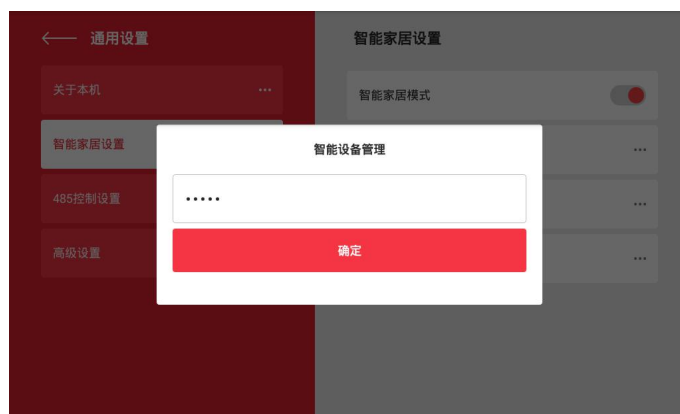 通用设置
关于本机
...
智能家居设置
485控制设置
高级设置
智能家居设置
智能家居模式
...
...
...
智能设备管理
•••••
确定